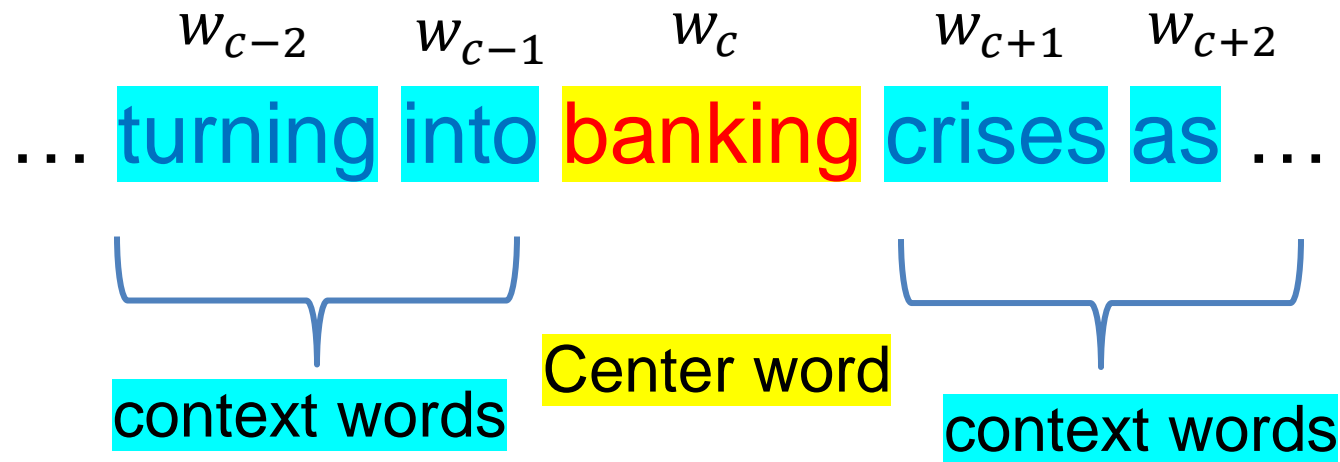 w_{c-2} w_{c-1} w_c w_{c+1} w_{c+2}
... turning into banking crises as ...
Center word
context words context words